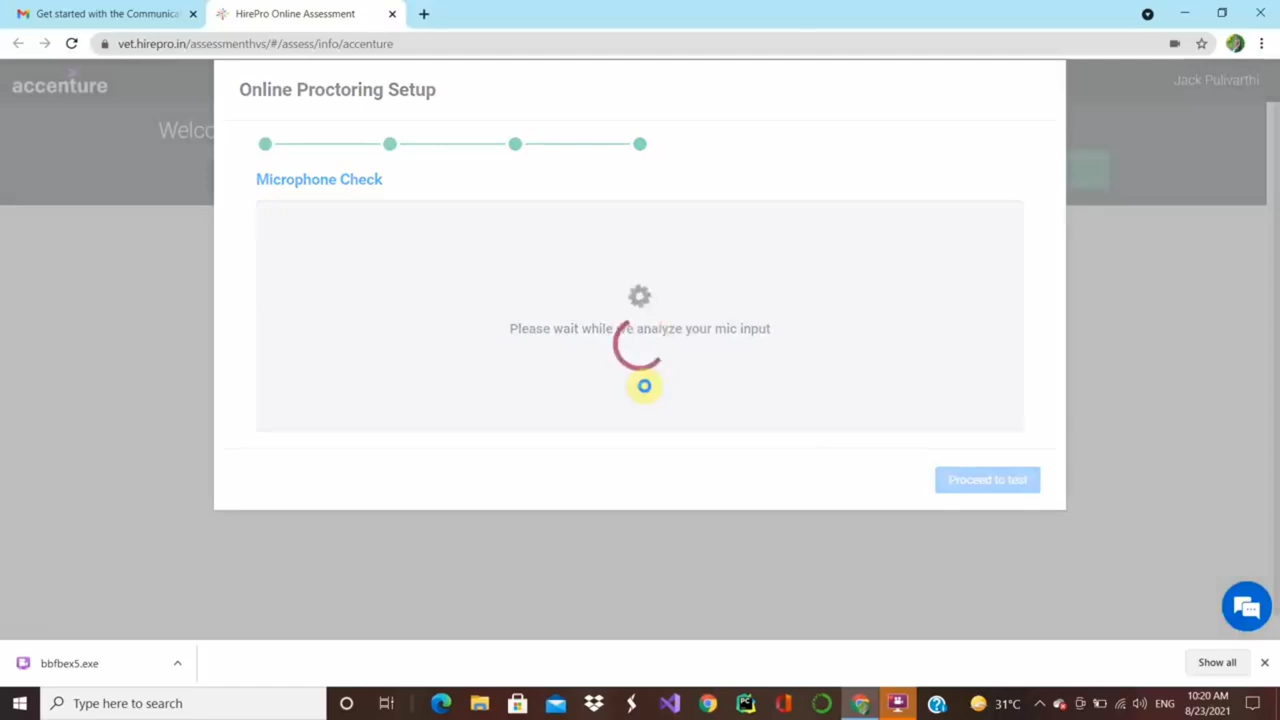 Get started with the Communica
HirePro Online Assessment
vet.hirepro.in/assessmenthvs/#/assess/info/accenture
accenture
Jack Pulivarthi
Welco
Online Proctoring Setup
Microphone Check
Please wait while we analyze your mic input
Proceed to test
bbfbex5.exe
Show all
Type here to search
31°C
ENG
10:20 AM
8/23/2021